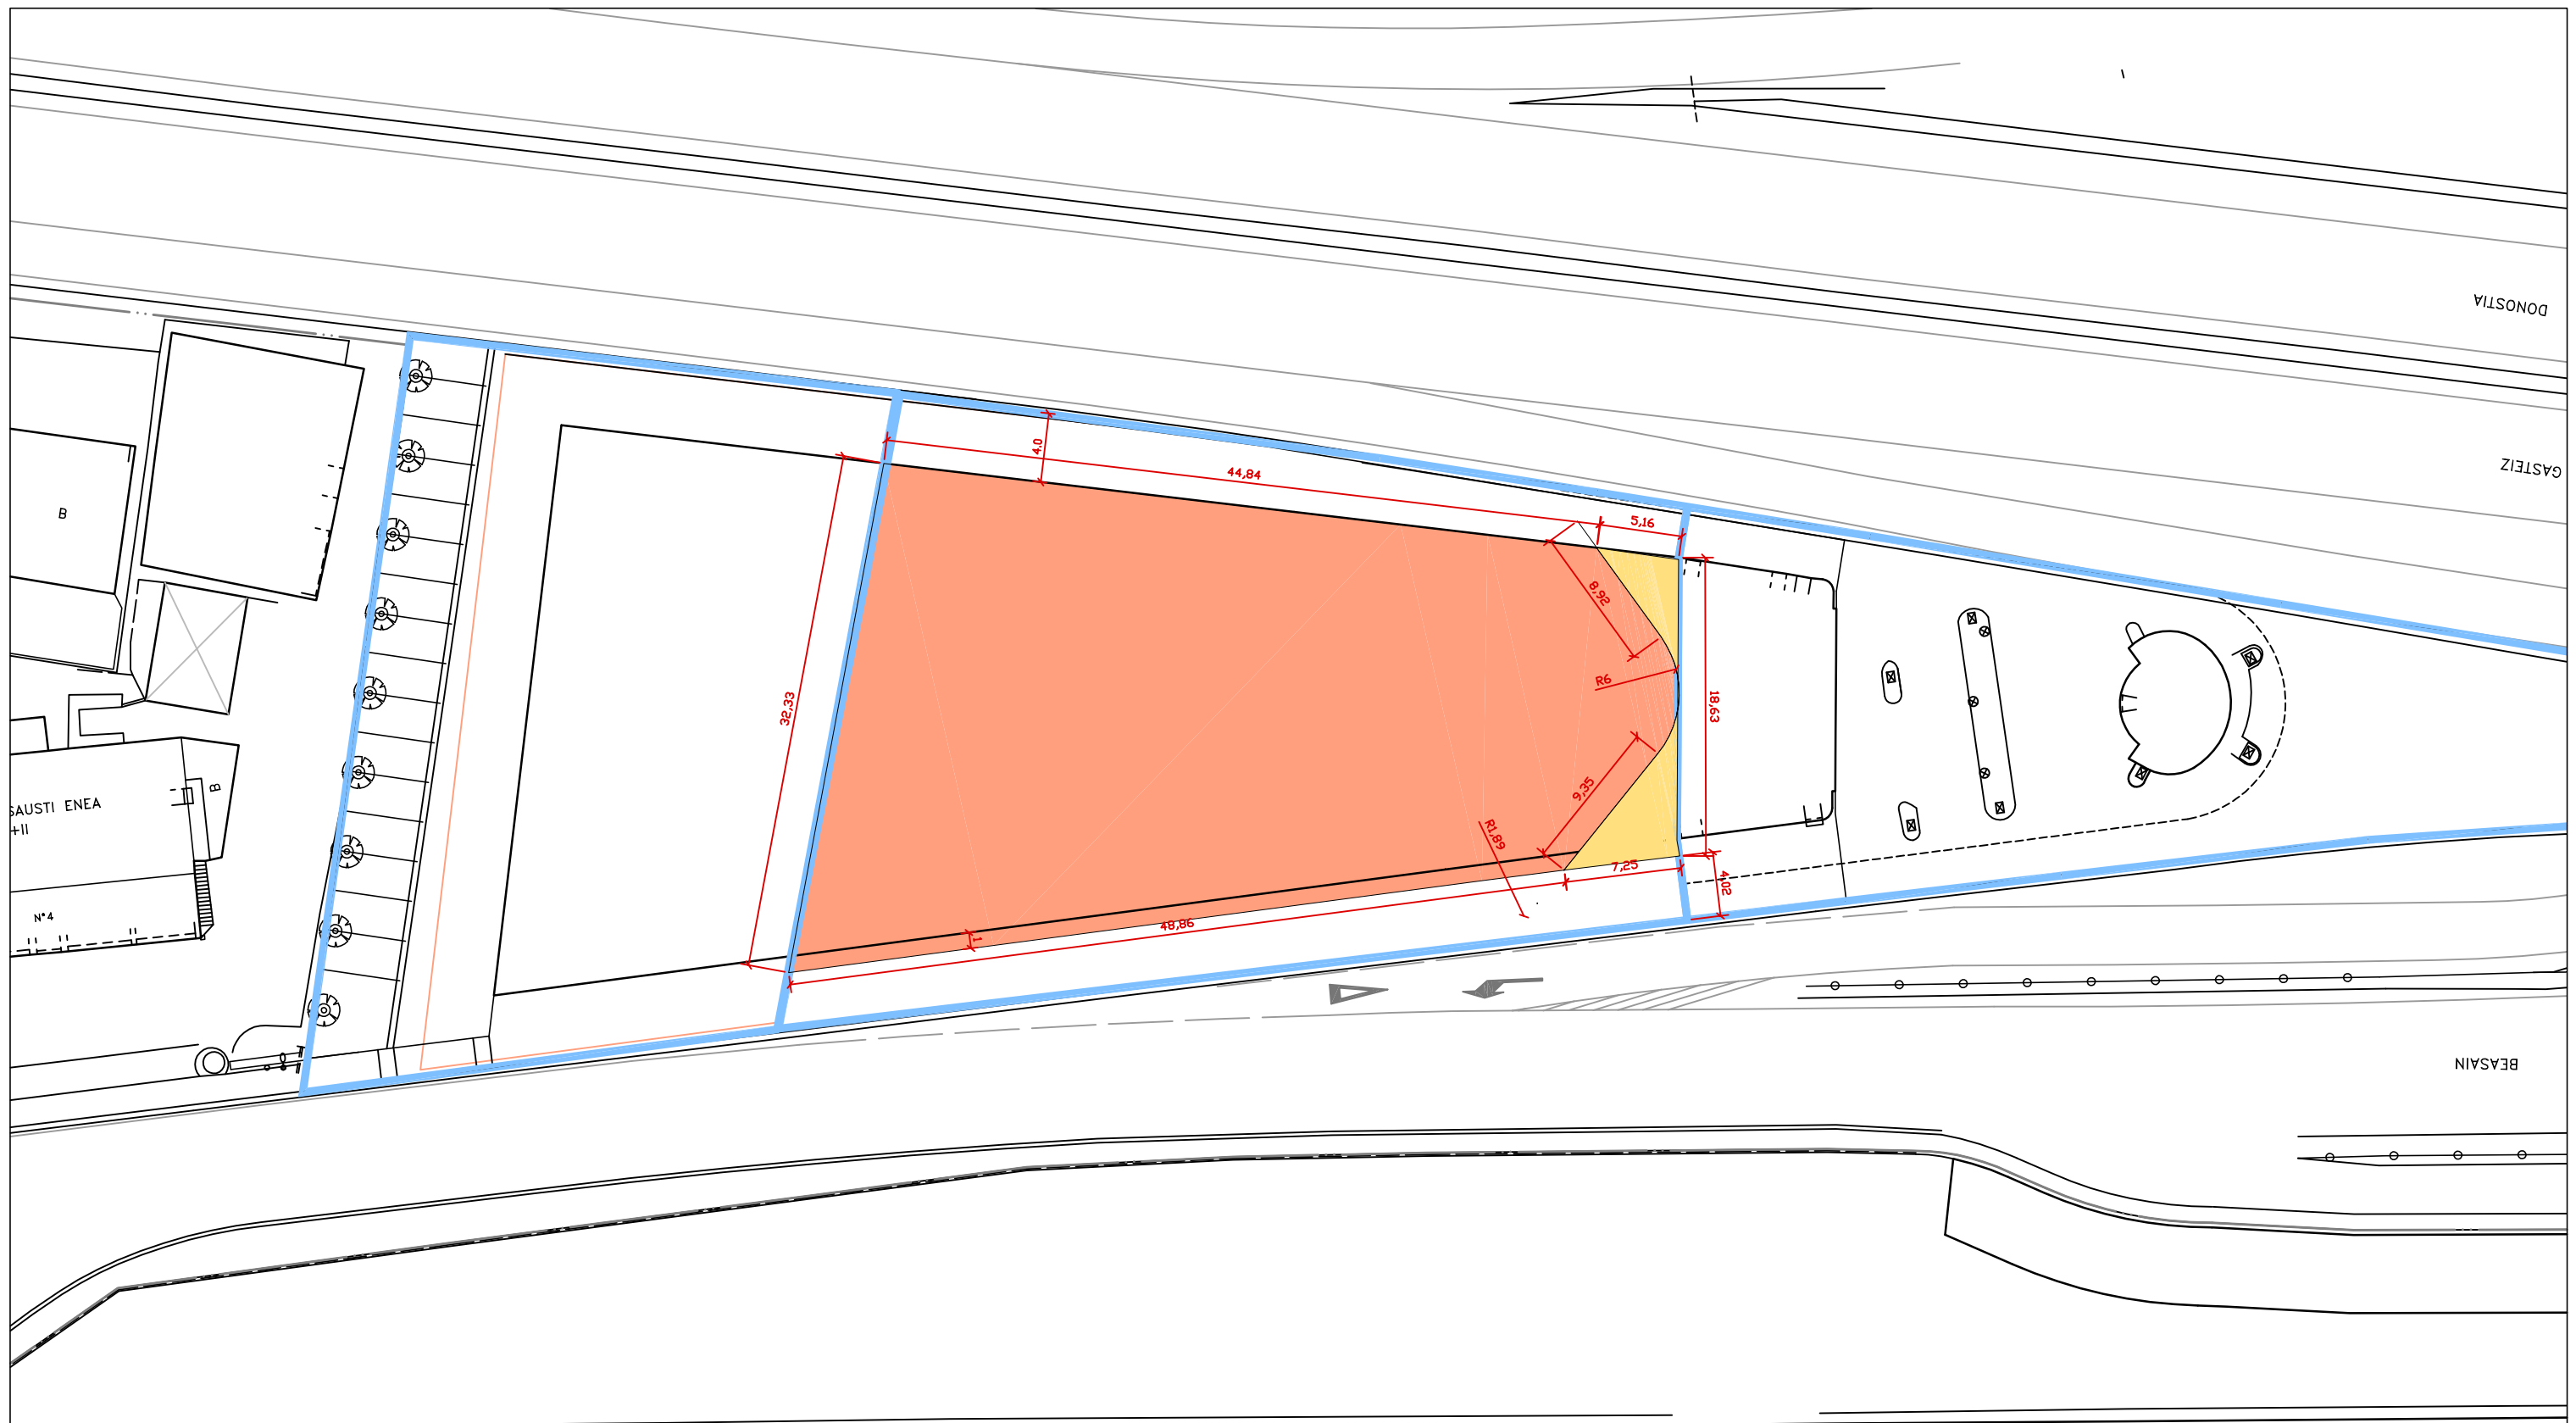 DONOSTIA
4.0
44,84
GASTEIZ
5,16
B
8,92
R6
32,33
18,63
9,35
B
SAUSTI ENEA
+II
R1,89
7,25
4,02
Nº4
48,86
1
BEASAIN